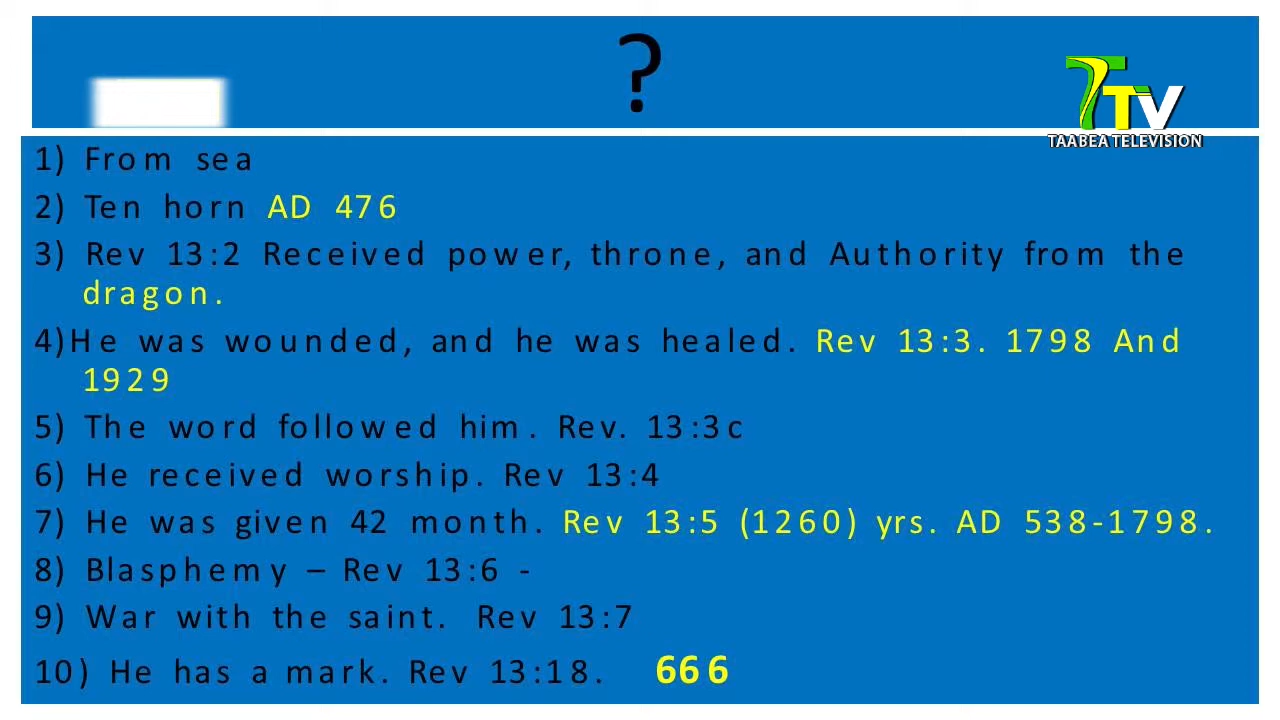 ?
TTV
TAABEA TELEVISION
1) From sea
2) Ten horn AD 476
3) Rev 13:2 Received power, throne, and Authority from the
dragon.
4)He was wounded, and he was healed. Rev 13:3. 1798 And
1929
5) The word followed him. Rev. 13:3c
6) He received worship. Rev 13:4
7) He was given 42 month. Rev 13:5 (1260) yrs. AD 538-1798.
8) Blasphemy – Rev 13:6 -
9) War with the saint. Rev 13:7
10) He has a mark. Rev 13:18. 666